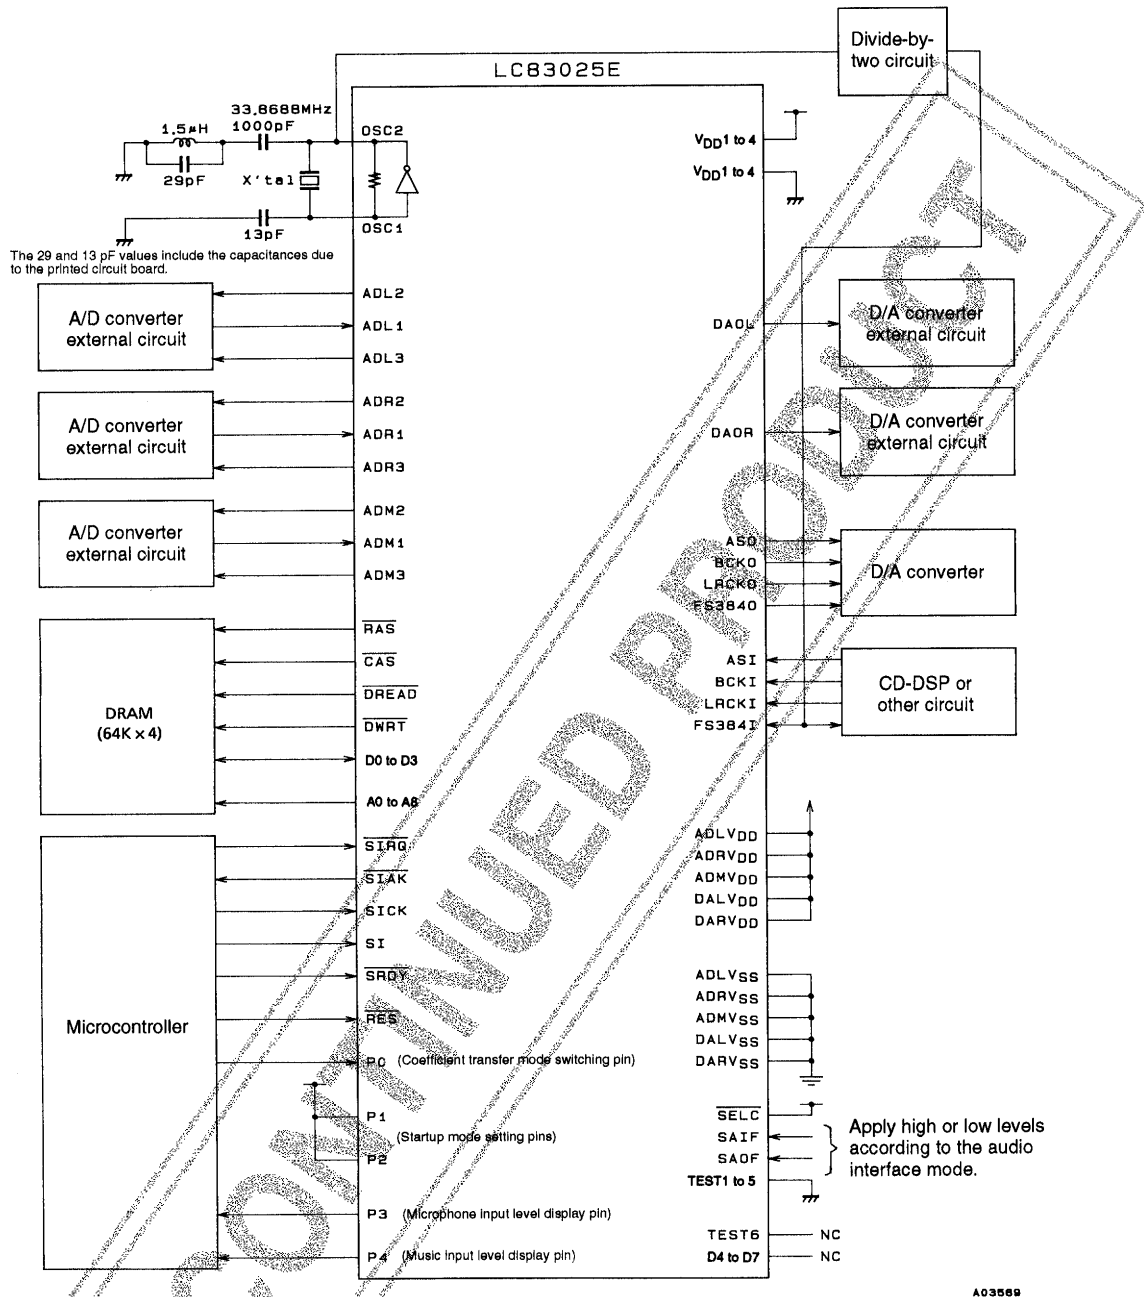 Divide-by-
two circuit
LC83025E
33.8688MHz
1.5μH
1000pF
OSC2
29pF
X'tal
13pF
OSC1
VDD1 to 4
VDD1 to 4
The 29 and 13 pF values include the capacitances due
to the printed circuit board.
A/D converter
external circuit
ADL2
ADL1
ADL3
A/D converter
external circuit
ADR2
ADR1
ADR3
A/D converter
external circuit
ADM2
ADM1
ADM3
DRAM
(64K x 4)
RAS
CAS
DREAD
DWRT
D0 to D3
A0 to A8
Microcontroller
SIRQ
SIAK
SICK
SI
SRDY
RES
P0 (Coefficient transfer mode switching pin)
P1
(Startup mode setting pins)
P2
P3 (Microphone input level display pin)
P4 (Music input level display pin)
DAOL
D/A converter
external circuit
DAOR
D/A converter
external circuit
ASO
BCKO
LRCKO
FS384O
D/A converter
ASI
BCKI
LRCKI
FS384I
CD-DSP or
other circuit
ADLVDD
ADRVDD
ADMVDD
DALVDD
DARVDD
ADLVSS
ADRVSS
ADMVSS
DALVSS
DARVSS
SELC
SAIF
SAOF
Apply high or low levels
according to the audio
interface mode.
TEST1 to 5
TEST6 NC
D4 to D7 NC
A03569
CONTINUED PRODUCT